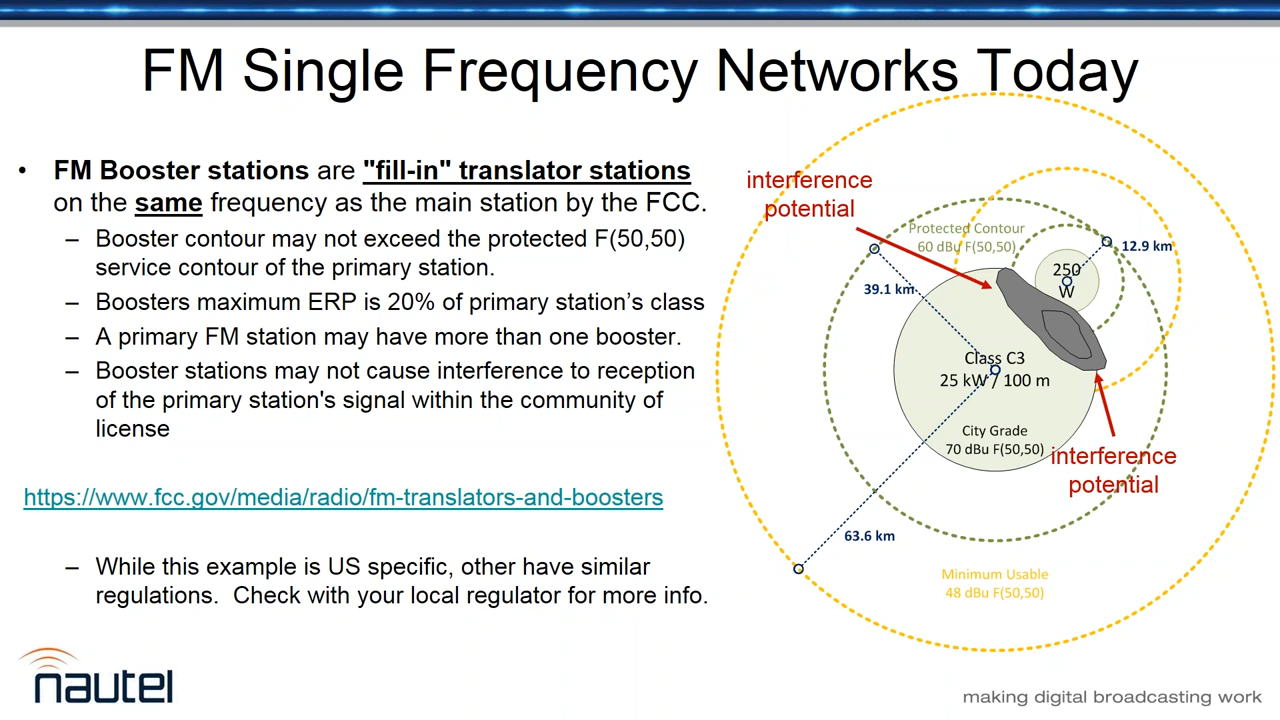 FM Single Frequency Networks Today
• FM Booster stations are "fill-in" translator stations
on the same frequency as the main station by the FCC.
– Booster contour may not exceed the protected F(50,50)
service contour of the primary station.
– Boosters maximum ERP is 20% of primary station's class
– A primary FM station may have more than one booster.
– Booster stations may not cause interference to reception
of the primary station's signal within the community of
license
https://www.fcc.gov/media/radio/fm-translators-and-boosters
– While this example is US specific, other have similar
regulations. Check with your local regulator for more info.
interference
potential
Protected Contour
60 dBu F(50,50)
12.9 km
250
W
39.1 km
Class C3
25 kW / 100 m
City Grade
70 dBu F(50,50)
interference
potential
63.6 km
Minimum Usable
48 dBu F(50,50)
nautel
making digital broadcasting work